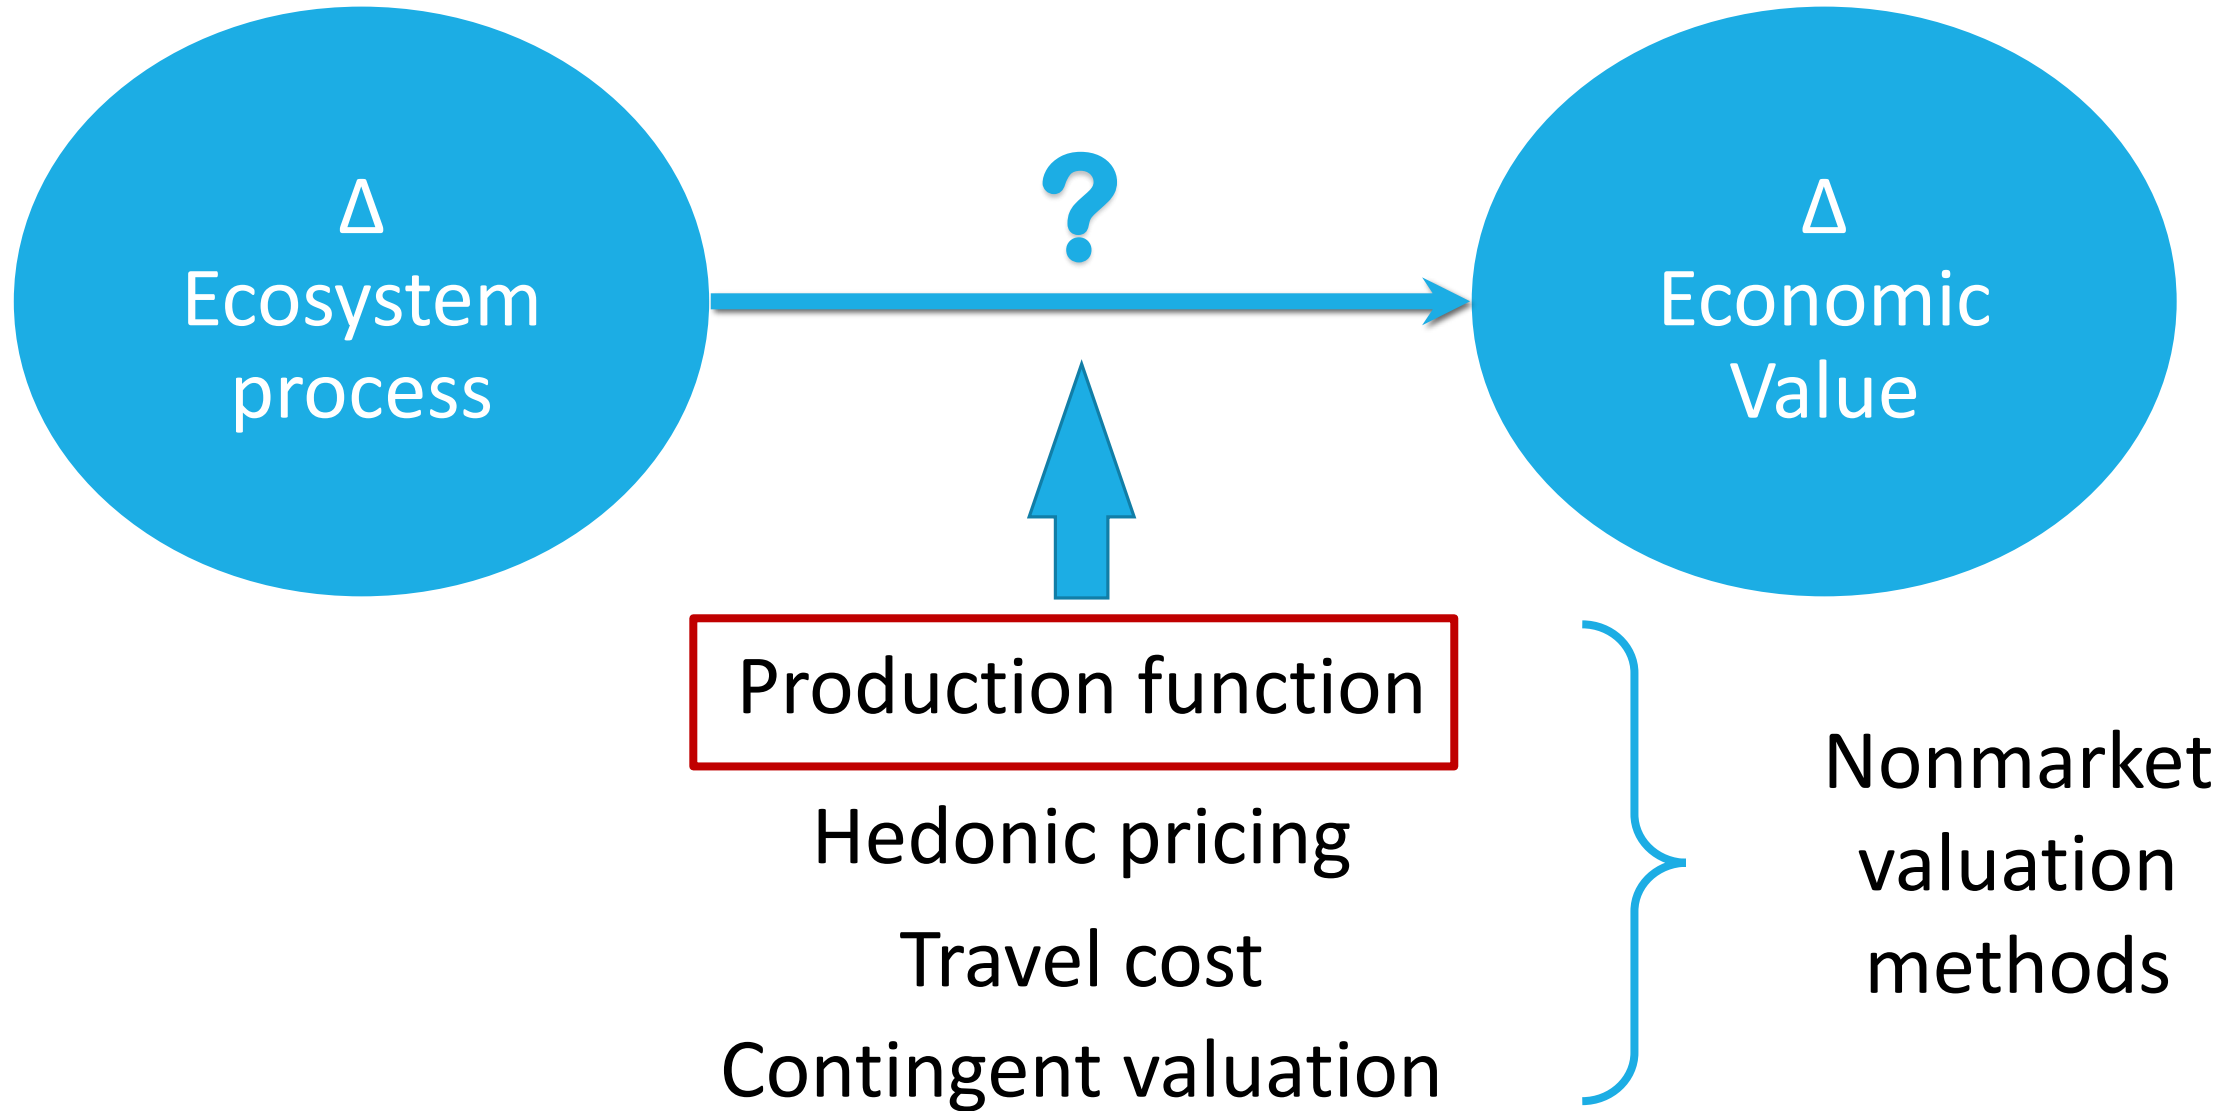 Δ
Ecosystem
process
?
Δ
Economic
Value
Production function
Hedonic pricing
Travel cost
Contingent valuation
Nonmarket
valuation
methods